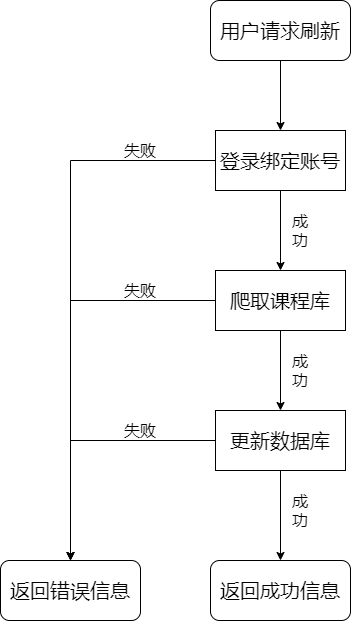 用户请求刷新
失败
登录绑定账号
成
功
失败
爬取课程库
成
功
失败
更新数据库
成
功
返回错误信息
返回成功信息